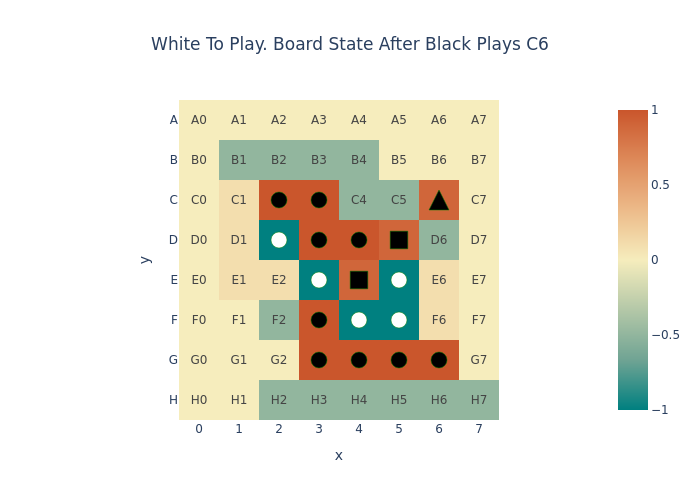 White To Play. Board State After Black Plays C6
A A0 A1 A2 A3 A4 A5 A6 A7
B B0 B1 B2 B3 B4 B5 B6 B7
C C0 C1 C4 C5 C7
D D0 D1 D6 D7
E E0 E1 E2 E6 E7
F F0 F1 F2 F6 F7
G G0 G1 G2 G7
H H0 H1 H2 H3 H4 H5 H6 H7
0 1 2 3 4 5 6 7
x
y
1
0.5
0
−0.5
−1